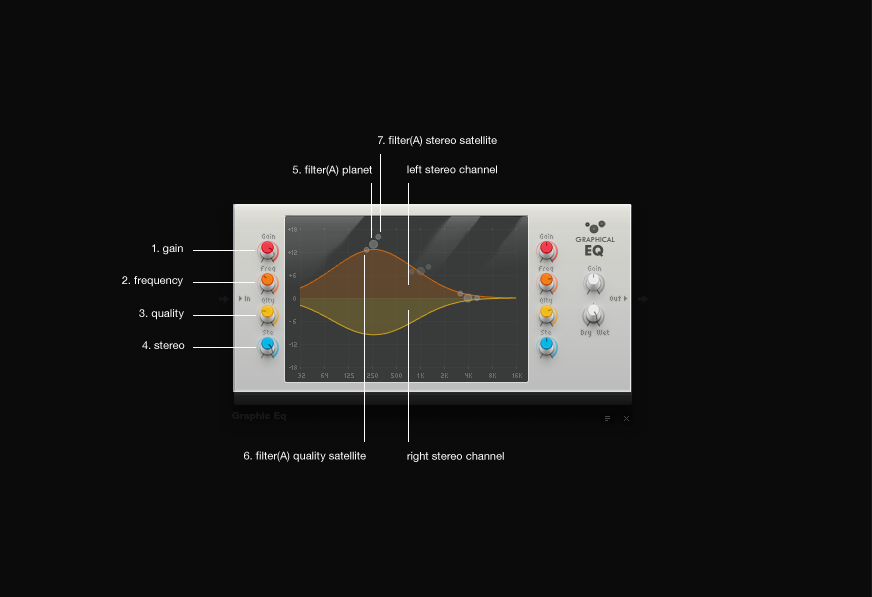 7. filter(A) stereo satellite
5. filter(A) planet
left stereo channel
1. gain
2. frequency
3. quality
4. stereo
Gain
Freq
Qlty
Ste
In
+18
+12
+6
0
-6
-12
-18
32 64 125 250 500 1K 2K 4K 8K 16K
Gain
Freq
Qlty
Ste
GRAPHICAL
EQ
Gain
Out
Dry Wet
Graphic Eq
6. filter(A) quality satellite
right stereo channel